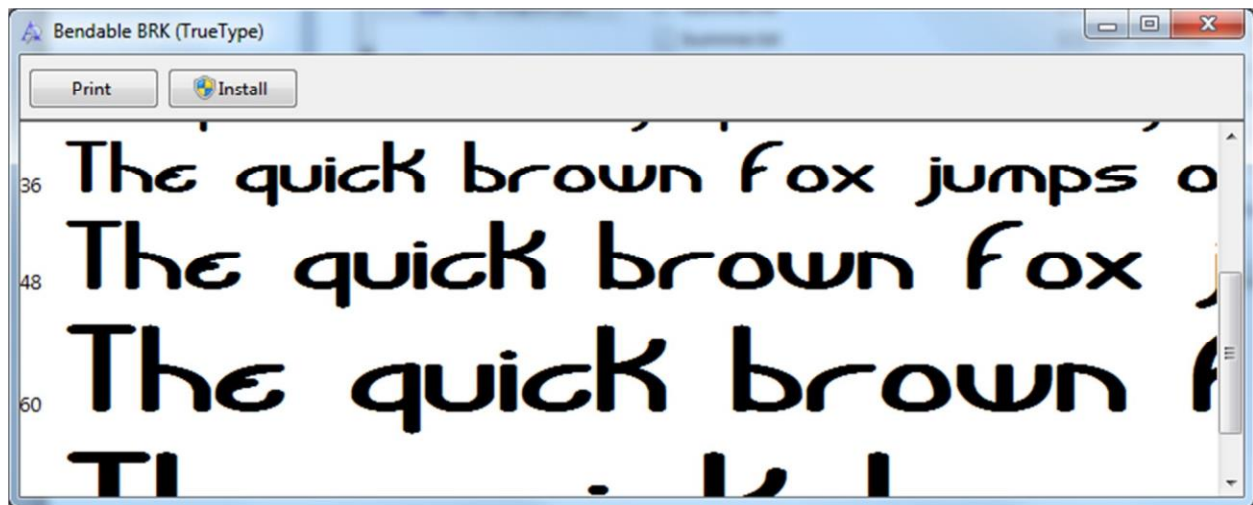 Bendable BRK (TrueType)
Print Install
36 The quick brown fox jumps o
48 The quick brown fox j
60 The quick brown f